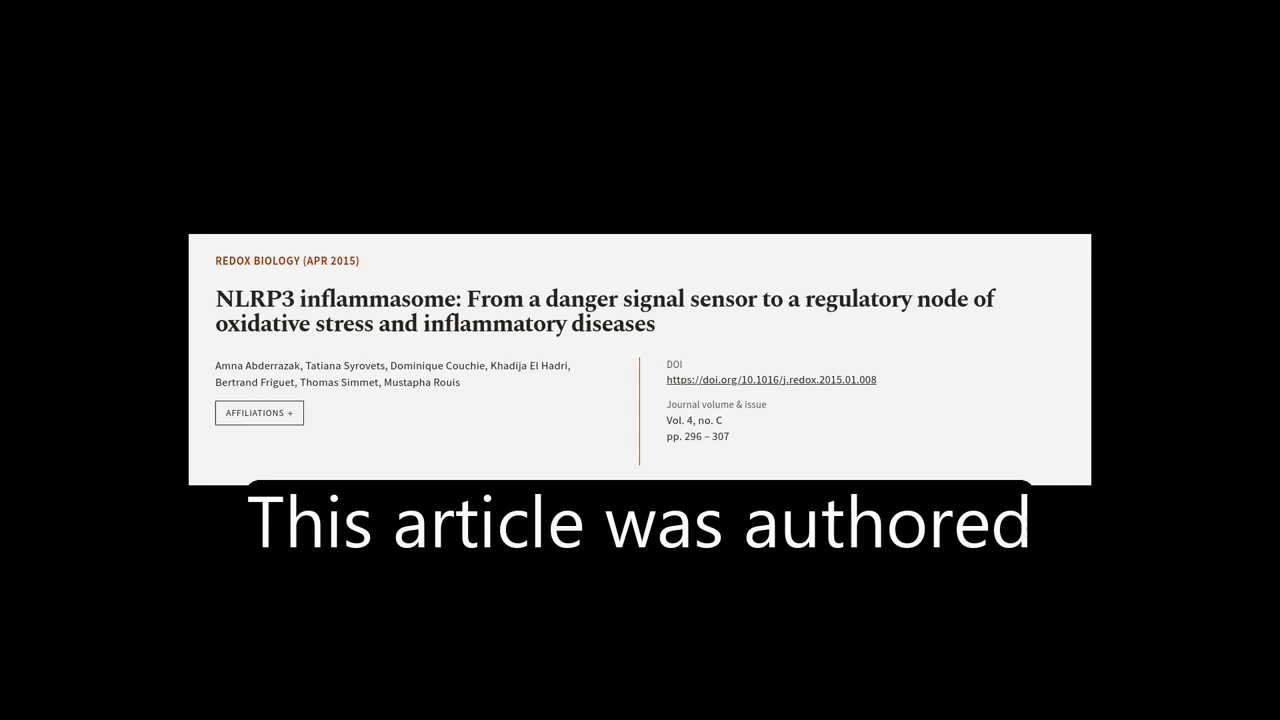 REDOX BIOLOGY (APR 2015)
NLRP3 inflammasome: From a danger signal sensor to a regulatory node of
oxidative stress and inflammatory diseases
Amna Abderrazak, Tatiana Syrovets, Dominique Couchie, Khadija El Hadri,
Bertrand Friguet, Thomas Simmet, Mustapha Rouis
AFFILIATIONS +
DOI
https://doi.org/10.1016/j.redox.2015.01.008
Journal volume & issue
Vol. 4, no. C
pp. 296 – 307
This article was authored